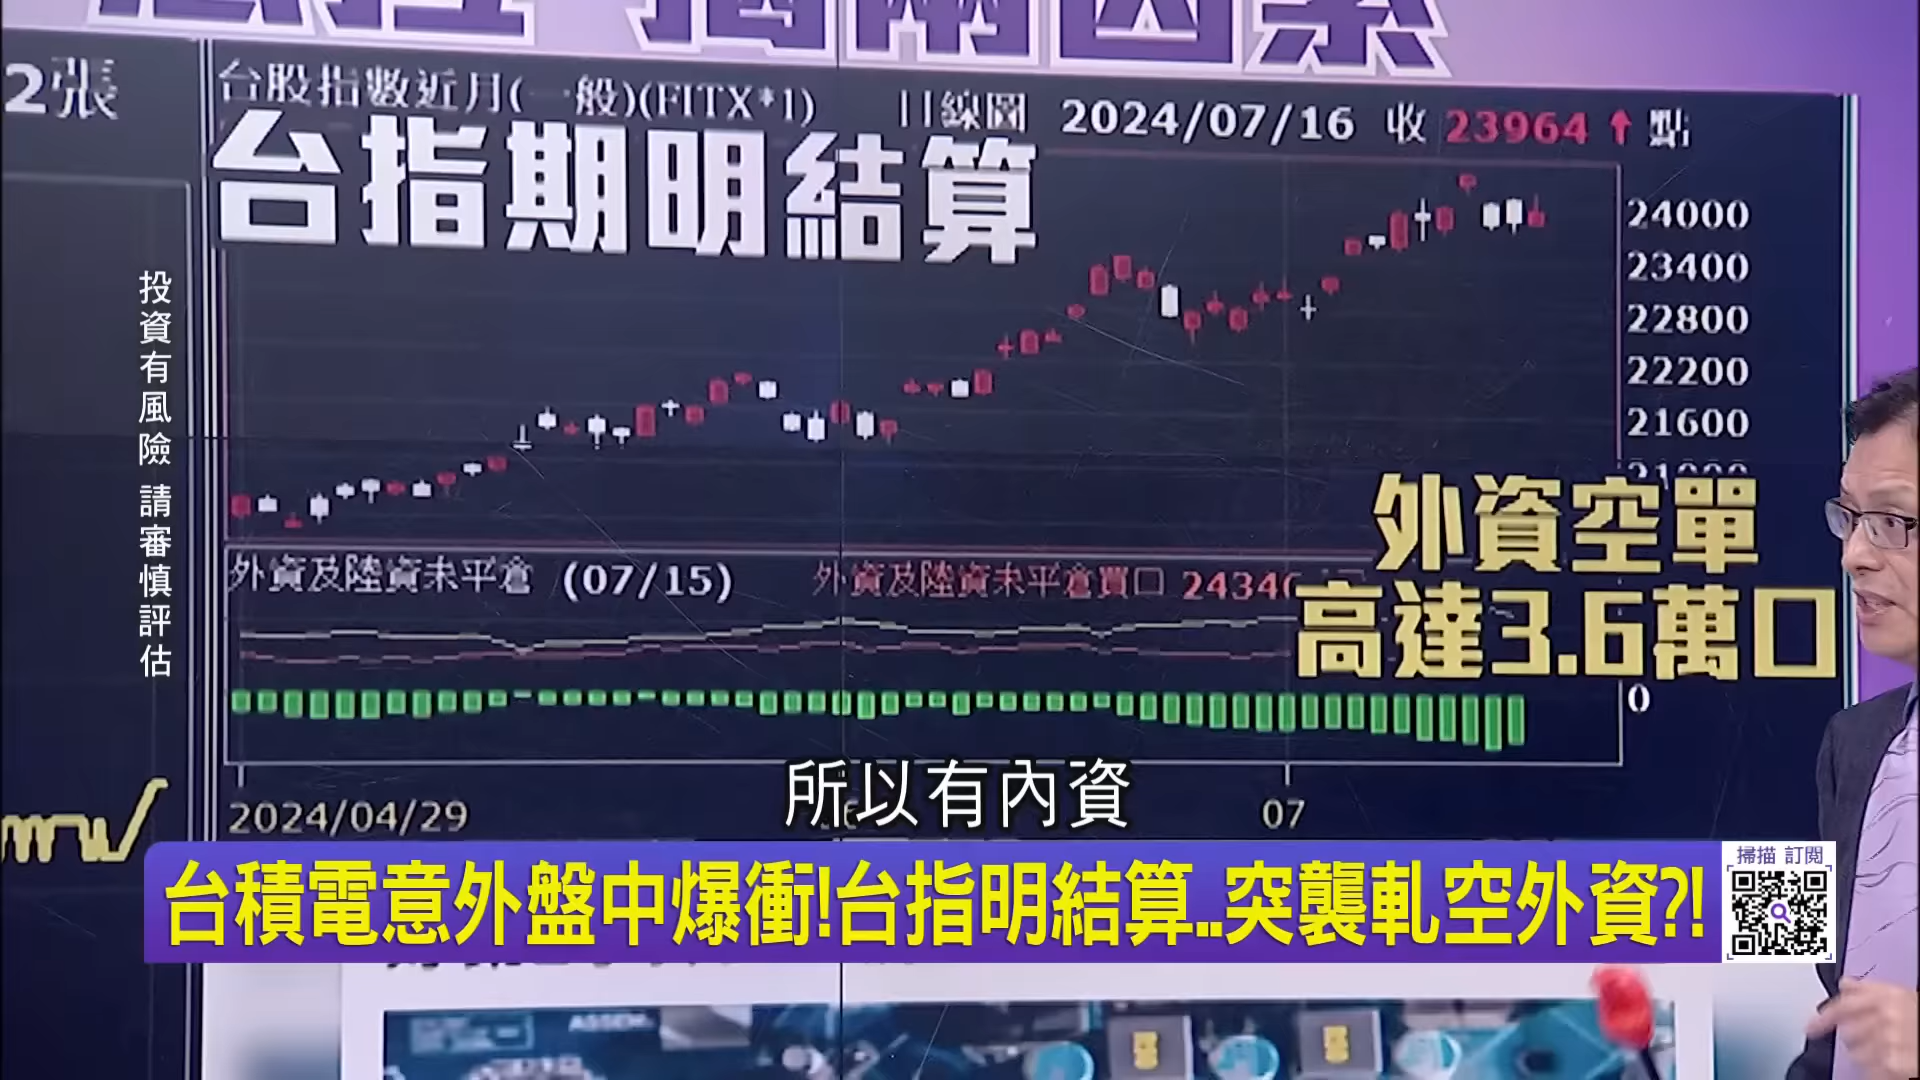 2張
台股指數近月(一般)(FITX*1) 日線圖 2024/07/16 收 23964 ↑ 點
台指期明結算
24000
23400
22800
22200
21600
21000
投資有風險 請審慎評估
外資空單
高達3.6萬口
外資及陸資未平倉 (07/15) 外資及陸資未平倉買口 24346
0
2024/04/29
07
所以有內資
台積電意外盤中爆衝!台指明結算..突襲軋空外資?!
掃描 訂閱